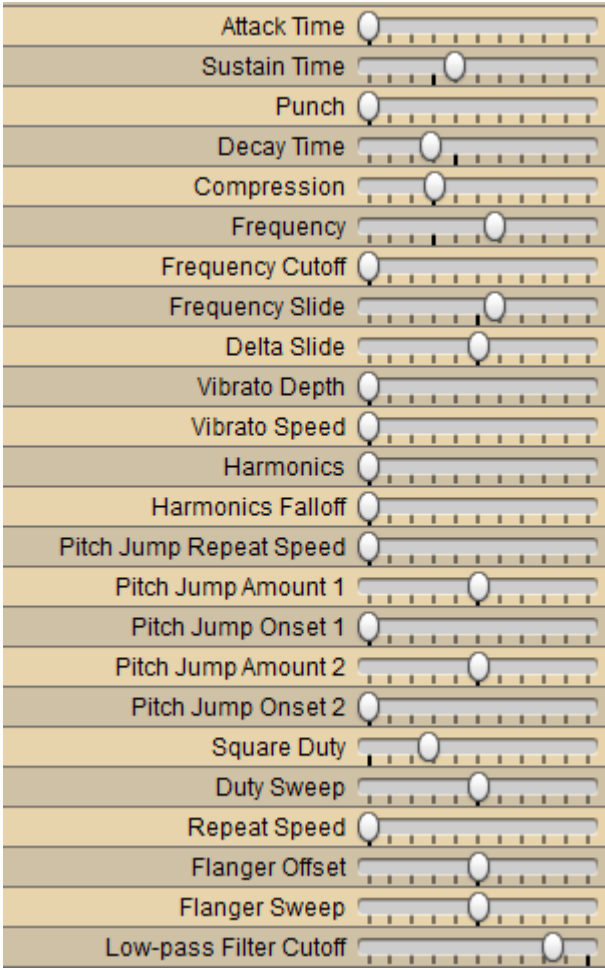 Attack Time
Sustain Time
Punch
Decay Time
Compression
Frequency
Frequency Cutoff
Frequency Slide
Delta Slide
Vibrato Depth
Vibrato Speed
Harmonics
Harmonics Falloff
Pitch Jump Repeat Speed
Pitch Jump Amount 1
Pitch Jump Onset 1
Pitch Jump Amount 2
Pitch Jump Onset 2
Square Duty
Duty Sweep
Repeat Speed
Flanger Offset
Flanger Sweep
Low-pass Filter Cutoff